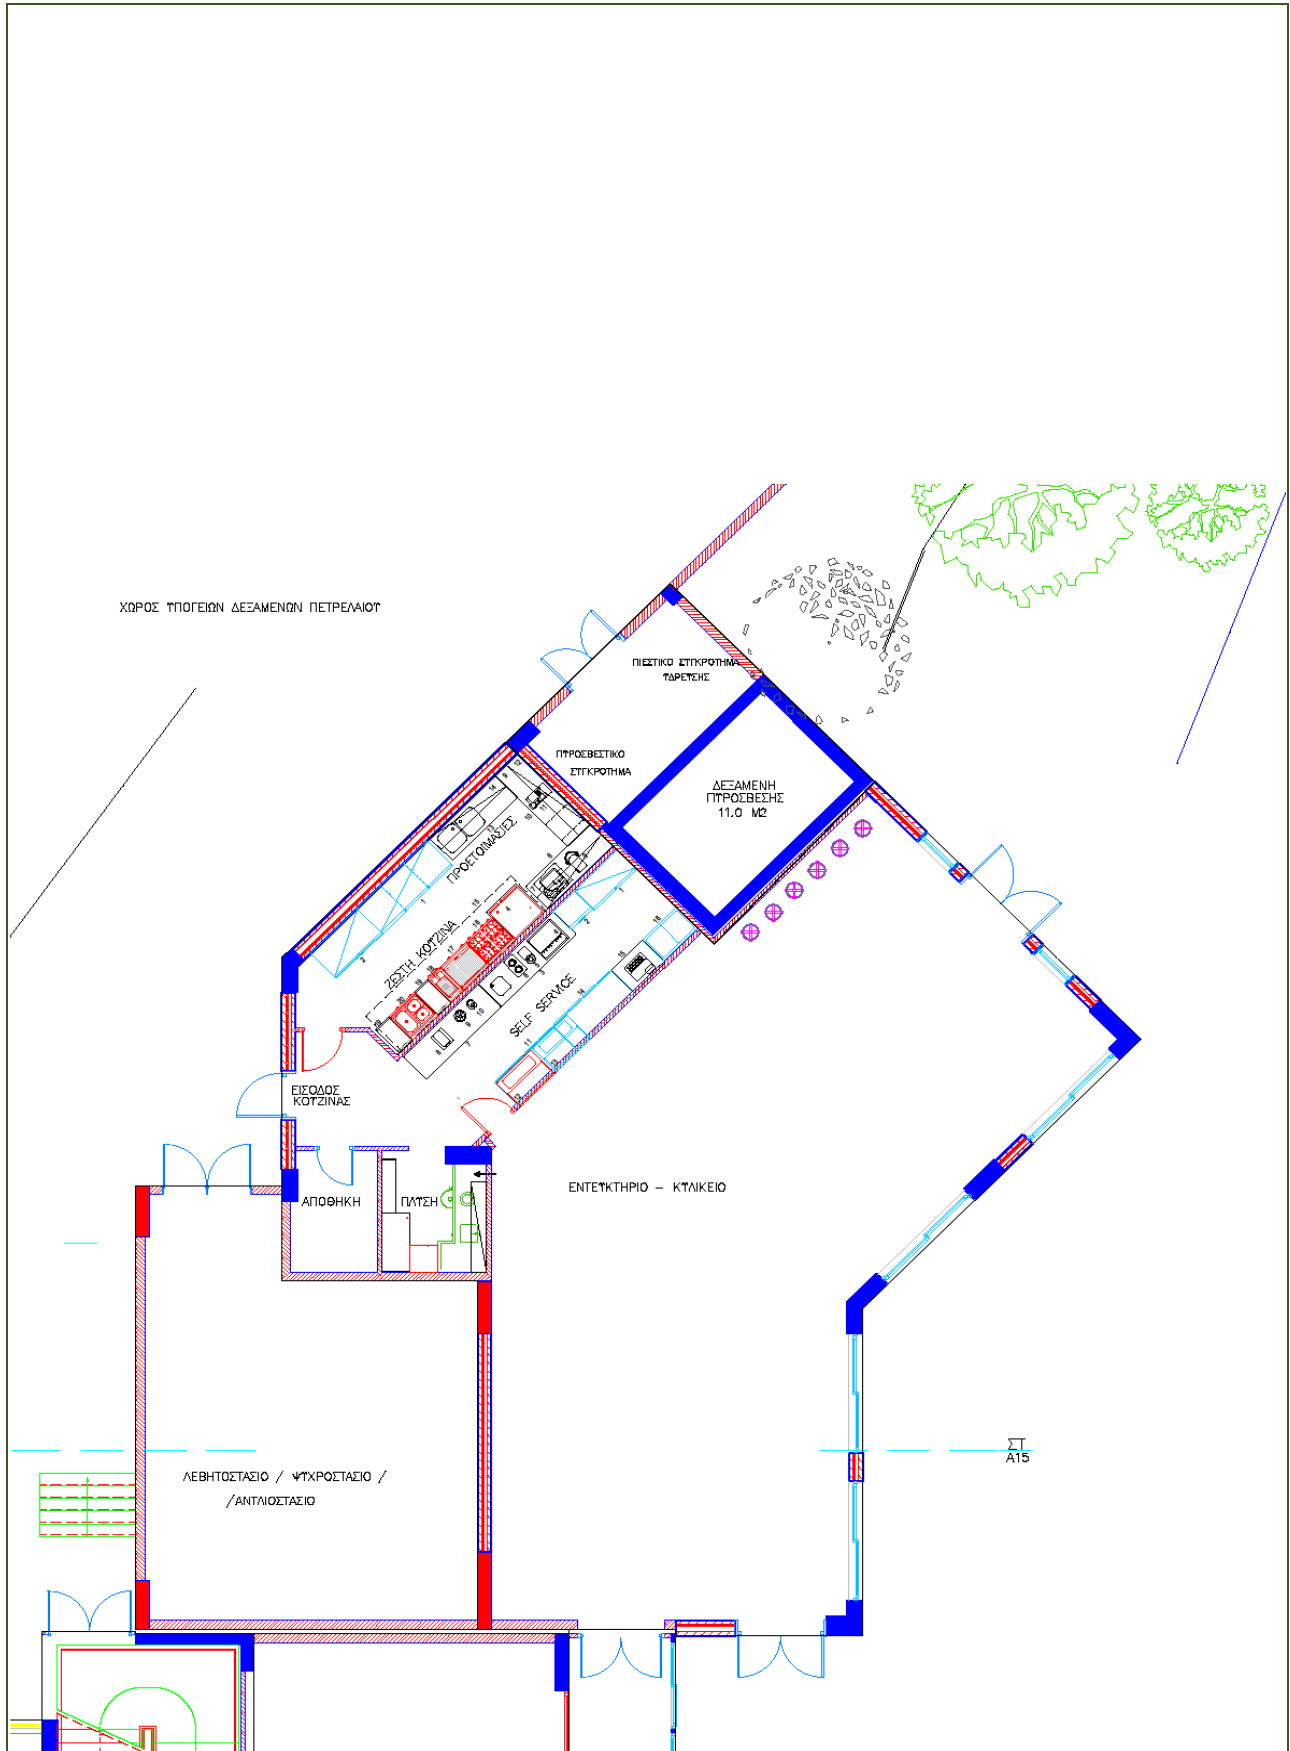 ΧΩΡΟΣ ΥΠΟΓΕΙΩΝ ΔΕΞΑΜΕΝΩΝ ΠΕΤΡΕΛΑΙΟΥ
ΠΙΕΣΤΙΚΟ ΣΥΓΚΡΟΤΗΜΑ
ΥΔΡΕΥΣΗΣ
ΠΥΡΟΣΒΕΣΤΙΚΟ
ΣΥΓΚΡΟΤΗΜΑ
ΔΕΞΑΜΕΝΗ
ΠΥΡΟΣΒΕΣΗΣ
11.0 M2
ΠΡΟΕΤΟΙΜΑΣΙΕΣ
ΖΕΣΤΗ ΚΟΥΖΙΝΑ
SELF SERVICE
ΕΙΣΟΔΟΣ
ΚΟΥΖΙΝΑΣ
ΑΠΟΘΗΚΗ
ΠΛΥΣΗ
ΕΝΤΕΥΚΤΗΡΙΟ – ΚΥΛΙΚΕΙΟ
ΣΤ
Α15
ΛΕΒΗΤΟΣΤΑΣΙΟ / ΨΥΧΡΟΣΤΑΣΙΟ /
/ΑΝΤΛΙΟΣΤΑΣΙΟ